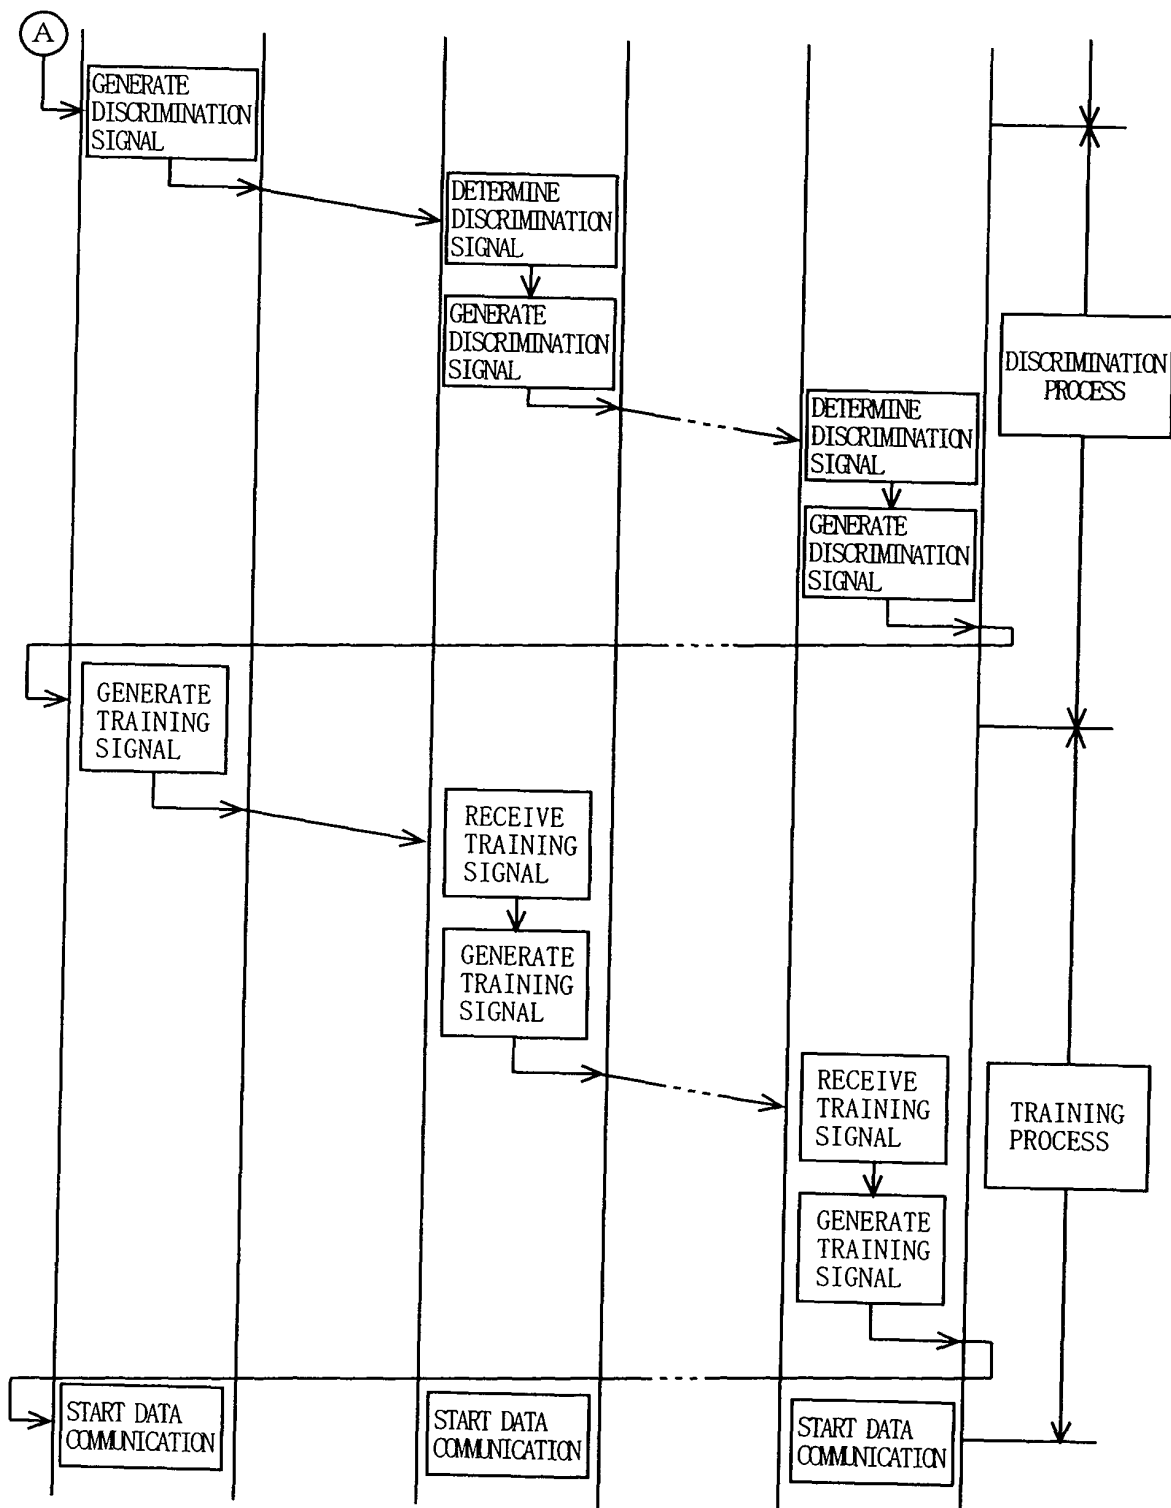 A
GENERATE
DISCRIMINATION
SIGNAL
DETERMINE
DISCRIMINATION
SIGNAL
GENERATE
DISCRIMINATION
SIGNAL
DISCRIMINATION
PROCESS
DETERMINE
DISCRIMINATION
SIGNAL
GENERATE
DISCRIMINATION
SIGNAL
GENERATE
TRAINING
SIGNAL
RECEIVE
TRAINING
SIGNAL
GENERATE
TRAINING
SIGNAL
RECEIVE
TRAINING
SIGNAL
TRAINING
PROCESS
GENERATE
TRAINING
SIGNAL
START DATA
COMMUNICATION
START DATA
COMMUNICATION
START DATA
COMMUNICATION